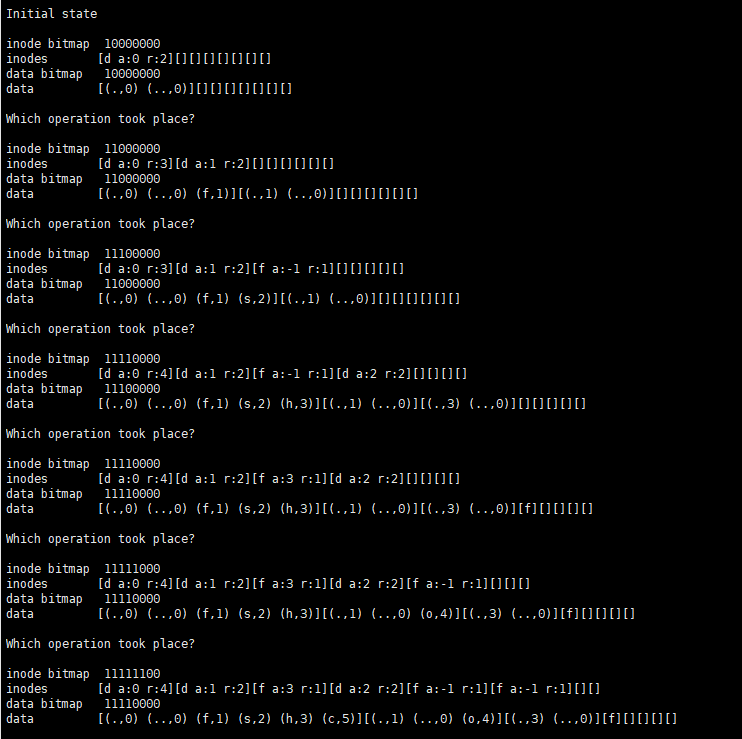 Initial state
inode bitmap  10000000
inodes       [d a:0 r:2][][][][][][][]
data bitmap   10000000
data         [(.,0) (..,0)][][][][][][][]
Which operation took place?
inode bitmap  11000000
inodes       [d a:0 r:3][d a:1 r:2][][][][][][]
data bitmap   11000000
data         [(.,0) (..,0) (f,1)][(.,1) (..,0)][][][][][][]
Which operation took place?
inode bitmap  11100000
inodes       [d a:0 r:3][d a:1 r:2][f a:-1 r:1][][][][][]
data bitmap   11000000
data         [(.,0) (..,0) (f,1) (s,2)][(.,1) (..,0)][][][][][][]
Which operation took place?
inode bitmap  11110000
inodes       [d a:0 r:4][d a:1 r:2][f a:-1 r:1][d a:2 r:2][][][][]
data bitmap   11100000
data         [(.,0) (..,0) (f,1) (s,2) (h,3)][(.,1) (..,0)][(.,3) (..,0)][][][][][]
Which operation took place?
inode bitmap  11110000
inodes       [d a:0 r:4][d a:1 r:2][f a:3 r:1][d a:2 r:2][][][][]
data bitmap   11110000
data         [(.,0) (..,0) (f,1) (s,2) (h,3)][(.,1) (..,0)][(.,3) (..,0)][f][][][][]
Which operation took place?
inode bitmap  11111000
inodes       [d a:0 r:4][d a:1 r:2][f a:3 r:1][d a:2 r:2][f a:-1 r:1][][][]
data bitmap   11110000
data         [(.,0) (..,0) (f,1) (s,2) (h,3)][(.,1) (..,0) (o,4)][(.,3) (..,0)][f][][][][]
Which operation took place?
inode bitmap  11111100
inodes       [d a:0 r:4][d a:1 r:2][f a:3 r:1][d a:2 r:2][f a:-1 r:1][f a:-1 r:1][][]
data bitmap   11110000
data         [(.,0) (..,0) (f,1) (s,2) (h,3) (c,5)][(.,1) (..,0) (o,4)][(.,3) (..,0)][f][][][][]